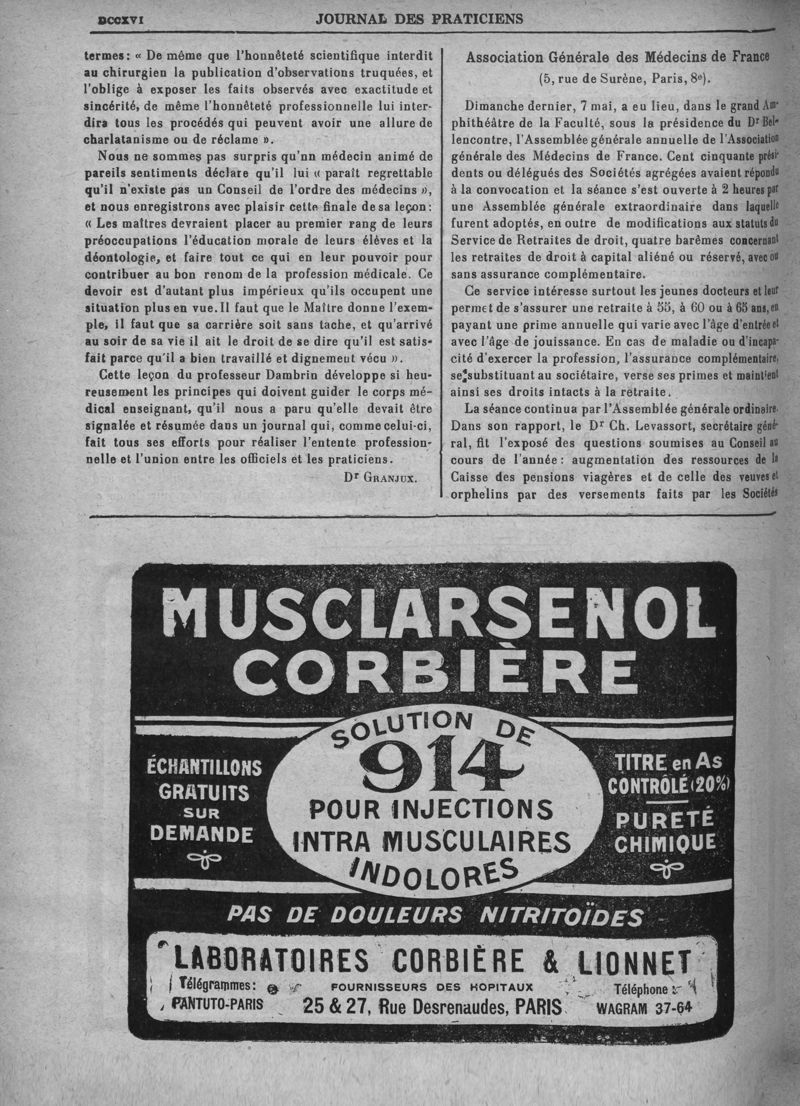 DCCXVI
JOURNAL DES PRATICIENS
termes: « De même que l'honnêteté scientifique interdit
au chirurgien la publication d'observations truquées, et
l'oblige à exposer les faits observés avec exactitude et
sincérité, de même l'honnêteté professionnelle lui inter-
dira tous les procédés qui peuvent avoir une allure de
charlatanisme ou de réclame ».
Nous ne sommes pas surpris qu'nn médecin animé de
pareils sentiments déclare qu'il lui « paraît regrettable
qu'il n'existe pas un Conseil de l'ordre des médecins »,
et nous enregistrons avec plaisir cette finale de sa leçon:
« Les maîtres devraient placer au premier rang de leurs
préoccupations l'éducation morale de leurs élèves et la
déontologie, et faire tout ce qui en leur pouvoir pour
contribuer au bon renom de la profession médicale. Ce
devoir est d'autant plus impérieux qu'ils occupent une
situation plus en vue. Il faut que le Maître donne l'exem-
ple, il faut que sa carrière soit sans tache, et qu'arrivé
au soir de sa vie il ait le droit de se dire qu'il est satis-
fait parce qu'il a bien travaillé et dignement vécu ».
Cette leçon du professeur Dambrin développe si heu-
reusement les principes qui doivent guider le corps mé-
dical enseignant, qu'il nous a paru qu'elle devait être
signalée et résumée dans un journal qui, comme celui-ci,
fait tous ses efforts pour réaliser l'entente profession-
nelle et l'union entre les officiels et les praticiens.
Dr GRANJUX.
Association Générale des Médecins de France
(5, rue de Surène, Paris, 8e).
Dimanche dernier, 7 mai, a eu lieu, dans le grand Am-
phithéâtre de la Faculté, sous la présidence du Dr Bel-
lencontre, l'Assemblée générale annuelle de l'Association
générale des Médecins de France. Cent cinquante prési-
dents ou délégués des Sociétés agrégées avaient répondu
à la convocation et la séance s'est ouverte à 2 heures par
une Assemblée générale extraordinaire dans laquelle
furent adoptés, en outre de modifications aux statuts du
Service de Retraites de droit, quatre barêmes concernant
les retraites de droit à capital aliéné ou réservé, avec ou
sans assurance complémentaire.
Ce service intéresse surtout les jeunes docteurs et leur
permet de s'assurer une retraite à 55, à 60 ou à 65 ans, en
payant une prime annuelle qui varie avec l'âge d'entrée et
avec l'âge de jouissance. En cas de maladie ou d'incapa-
cité d'exercer la profession, l'assurance complémentaire,
se substituant au sociétaire, verse ses primes et maintient
ainsi ses droits intacts à la retraite.
La séance continua par l'Assemblée générale ordinaire.
Dans son rapport, le Dr Ch. Levassort, secrétaire géné-
ral, fit l'exposé des questions soumises au Conseil au
cours de l'année: augmentation des ressources de la
Caisse des pensions viagères et de celle des veuves et
orphelins par des versements faits par les Sociétés
MUSCLARSENOL
CORBIÈRE
SOLUTION DE
914
POUR INJECTIONS
INTRA MUSCULAIRES
INDOLORES
ÉCHANTILLONS
GRATUITS
SUR
DEMANDE
TITRE en As
CONTRÔLÉ (20%)
PURETÉ
CHIMIQUE
PAS DE DOULEURS NITRITOÏDES
LABORATOIRES CORBIÈRE & LIONNET
Télégrammes:
PANTUTO-PARIS
FOURNISSEURS DES HOPITAUX
25 & 27, Rue Desrenaudes, PARIS
Téléphone:
WAGRAM 37-64